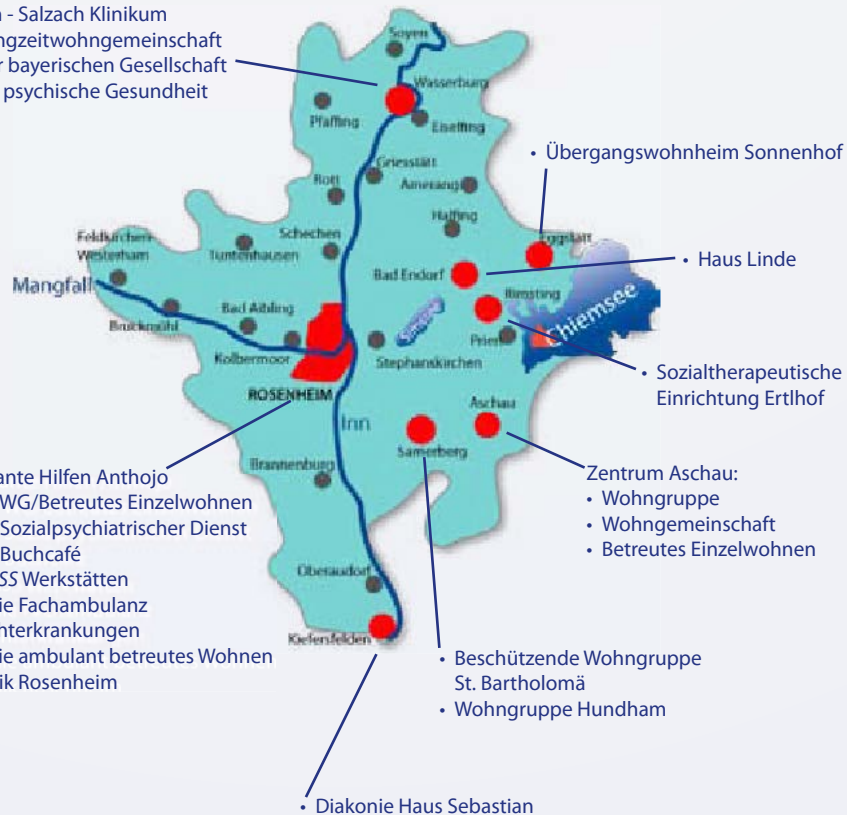 - Salzach Klinikum
ngzeitwohngemeinschaft
r bayerischen Gesellschaft
psychische Gesundheit
Soyen
Wasserburg
Pfaffing
Eiselfing
Griesstätt
• Übergangswohnheim Sonnenhof
Rott
Amerang
Halfing
Schechen
Eggstätt
Feldkirchen-
Westerham
Tuntenhausen
• Haus Linde
Bad Endorf
Mangfall
Rimsting
Bad Aibling
Bruckmühl
Simssee
Chiemsee
Prien
Kolbermoor
Stephanskirchen
• Sozialtherapeutische
Einrichtung Ertlhof
ROSENHEIM
Aschau
Inn
Samerberg
Brannenburg
ante Hilfen Anthojo
WG/Betreutes Einzelwohnen
Sozialpsychiatrischer Dienst
Buchcafé
SS Werkstätten
ie Fachambulanz
nterkrankungen
ie ambulant betreutes Wohnen
ik Rosenheim
Zentrum Aschau:
• Wohngruppe
• Wohngemeinschaft
• Betreutes Einzelwohnen
Oberaudorf
Kiefersfelden
• Beschützende Wohngruppe
St. Bartholomä
• Wohngruppe Hundham
• Diakonie Haus Sebastian